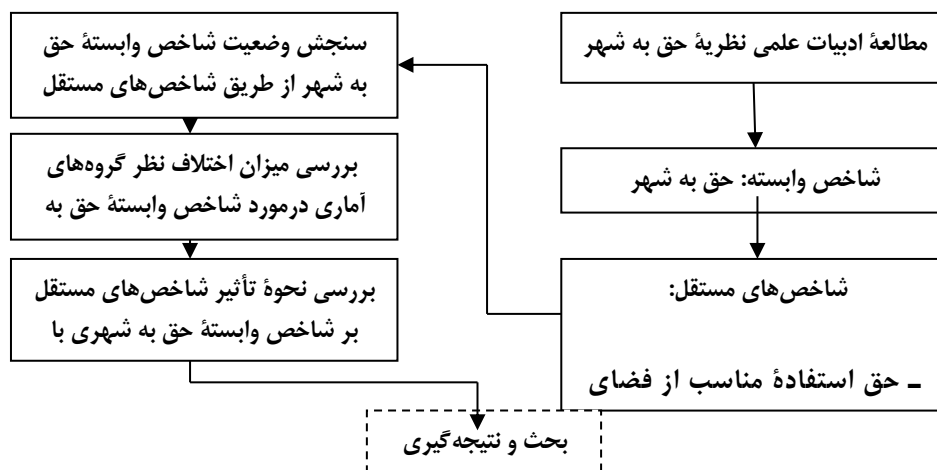 مطالعهٔ ادبیات علمی نظریهٔ حق به شهر
شاخص وابسته: حق به شهر
شاخص‌های مستقل:
ـ حق استفادهٔ مناسب از فضای
سنجش وضعیت شاخص وابستهٔ حق
به شهر از طریق شاخص‌های مستقل
بررسی میزان اختلاف نظر گروه‌های
آماری درمورد شاخص وابستهٔ حق به
بررسی نحوهٔ تأثیر شاخص‌های مستقل
بر شاخص وابستهٔ حق به شهری با
بحث و نتیجه‌گیری